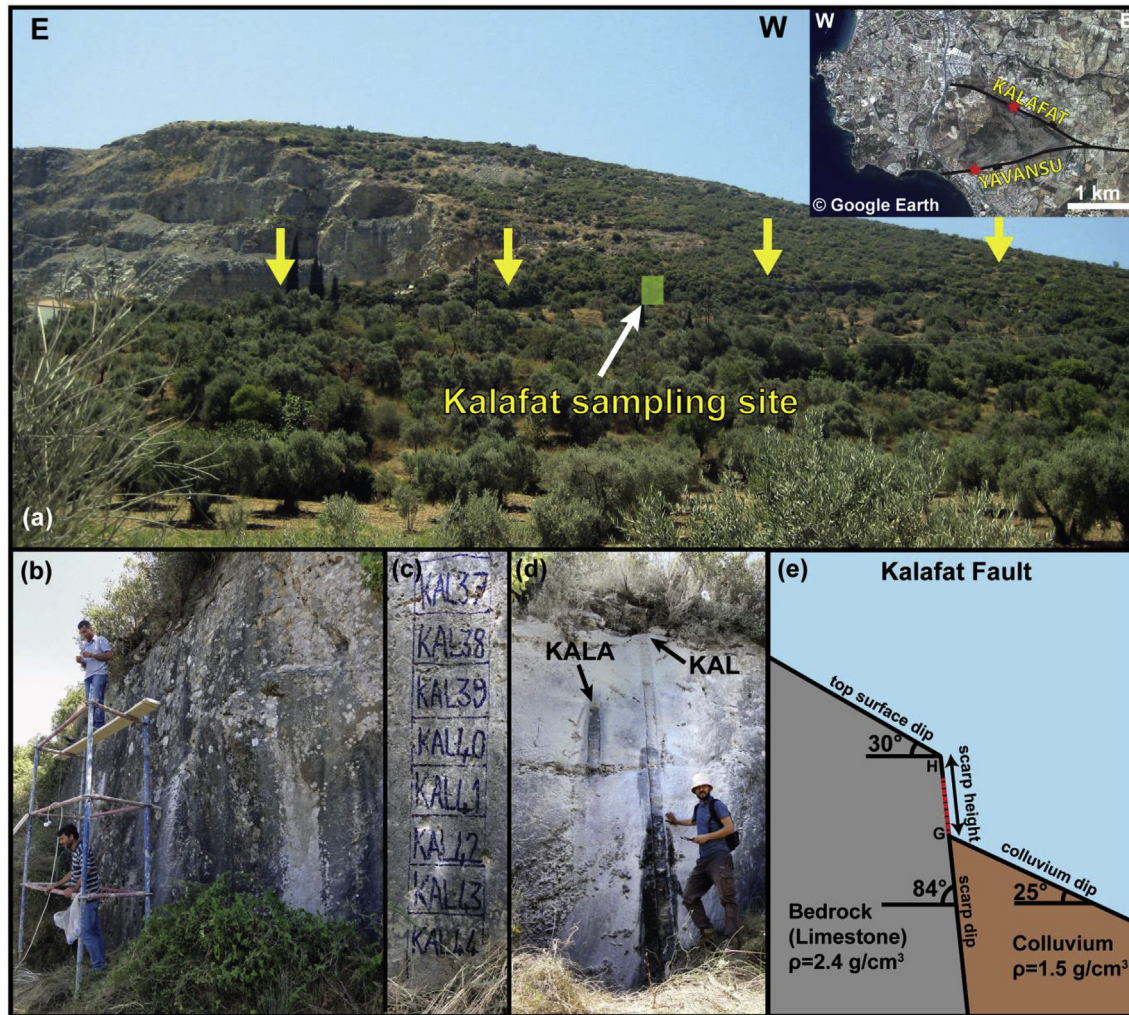 E
W
W
E
KALAFAT
YAVANSU
1 km
© Google Earth
Kalafat sampling site
(a)
(b)
(c)
KAL37
KAL38
KAL39
KAL40
KAL41
KAL42
KAL43
KAL44
(d)
KALA
KAL
(e)
Kalafat Fault
top surface dip
30°
H
scarp height
G
colluvium dip
84°
scarp dip
25°
Bedrock
(Limestone)
ρ=2.4 g/cm³
Colluvium
ρ=1.5 g/cm³